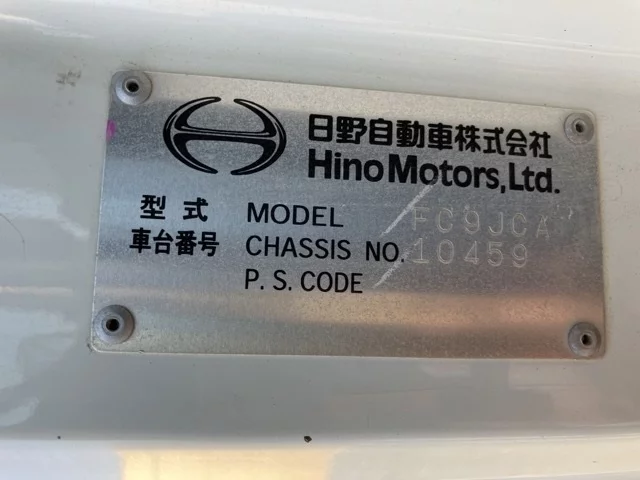 日野自動車株式会社
Hino Motors, Ltd.
型式 MODEL FC9JCA
車台番号 CHASSIS NO. 10459
P.S.CODE